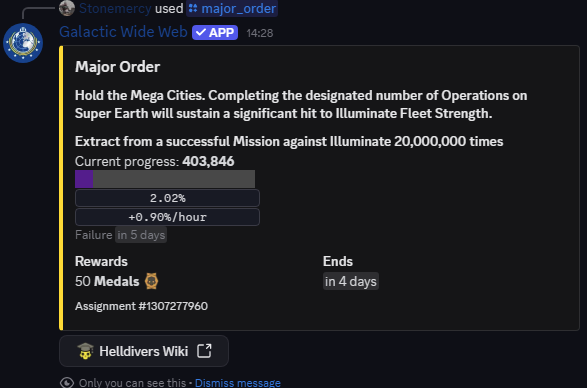 Stonemercy used major_order
Galactic Wide Web ✓ APP 14:28
Major Order
Hold the Mega Cities. Completing the designated number of Operations on
Super Earth will sustain a significant hit to Illuminate Fleet Strength.
Extract from a successful Mission against Illuminate 20,000,000 times
Current progress: 403,846
2.02%
+0.90%/hour
Failure in 5 days
Rewards Ends
50 Medals in 4 days
Assignment #1307277960
Helldivers Wiki
Only you can see this • Dismiss message